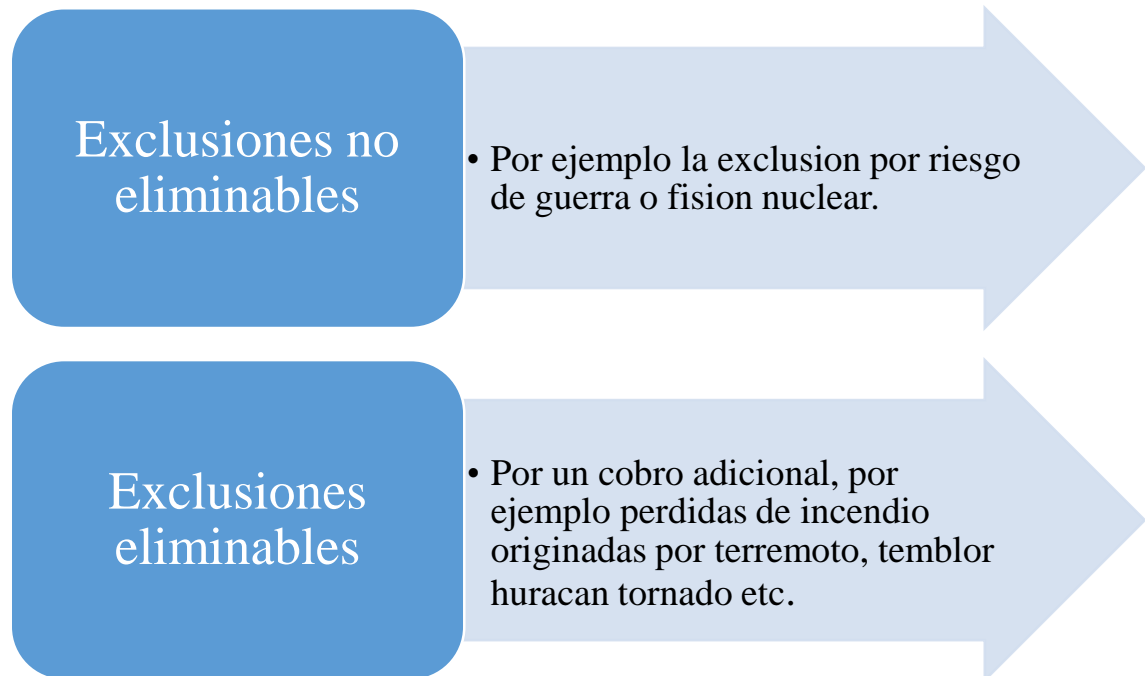 Exclusiones no
eliminables
• Por ejemplo la exclusion por riesgo
de guerra o fision nuclear.
Exclusiones
eliminables
• Por un cobro adicional, por
ejemplo perdidas de incendio
originadas por terremoto, temblor
huracan tornado etc.